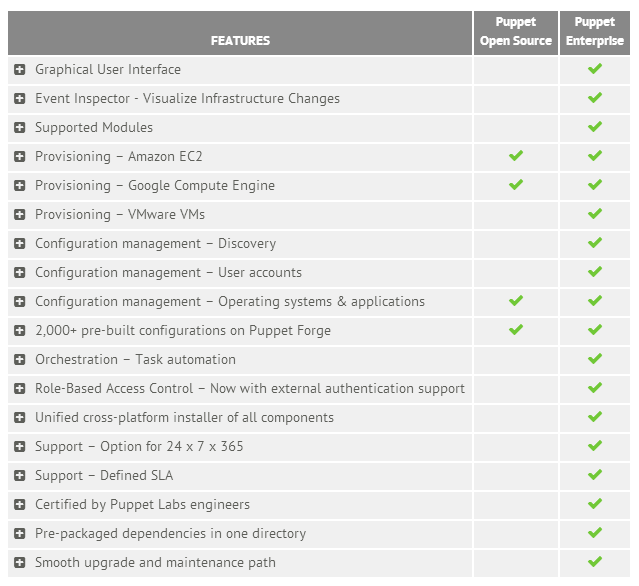 FEATURES
Puppet
Open Source
Puppet
Enterprise
Graphical User Interface
Event Inspector - Visualize Infrastructure Changes
Supported Modules
Provisioning – Amazon EC2
Provisioning – Google Compute Engine
Provisioning – VMware VMs
Configuration management – Discovery
Configuration management – User accounts
Configuration management – Operating systems & applications
2,000+ pre-built configurations on Puppet Forge
Orchestration – Task automation
Role-Based Access Control – Now with external authentication support
Unified cross-platform installer of all components
Support – Option for 24 x 7 x 365
Support – Defined SLA
Certified by Puppet Labs engineers
Pre-packaged dependencies in one directory
Smooth upgrade and maintenance path